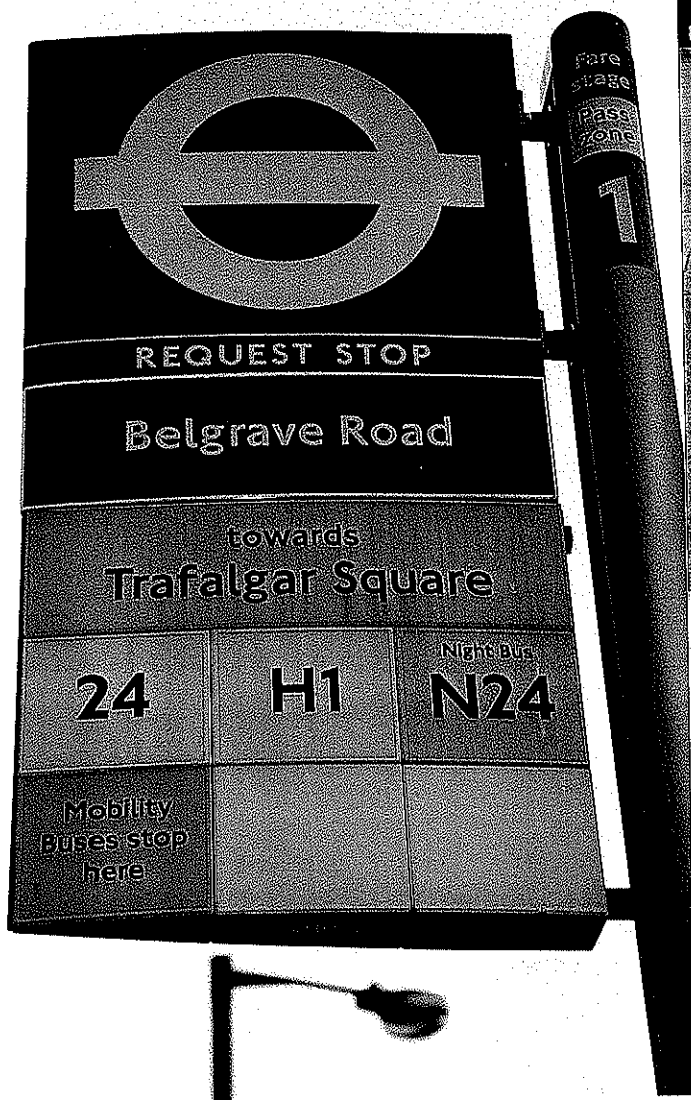 Fare
stage
Pass
zone
1
REQUEST STOP
Belgrave Road
towards
Trafalgar Square
24
H1
Night Bus
N24
Mobility
Buses stop
here